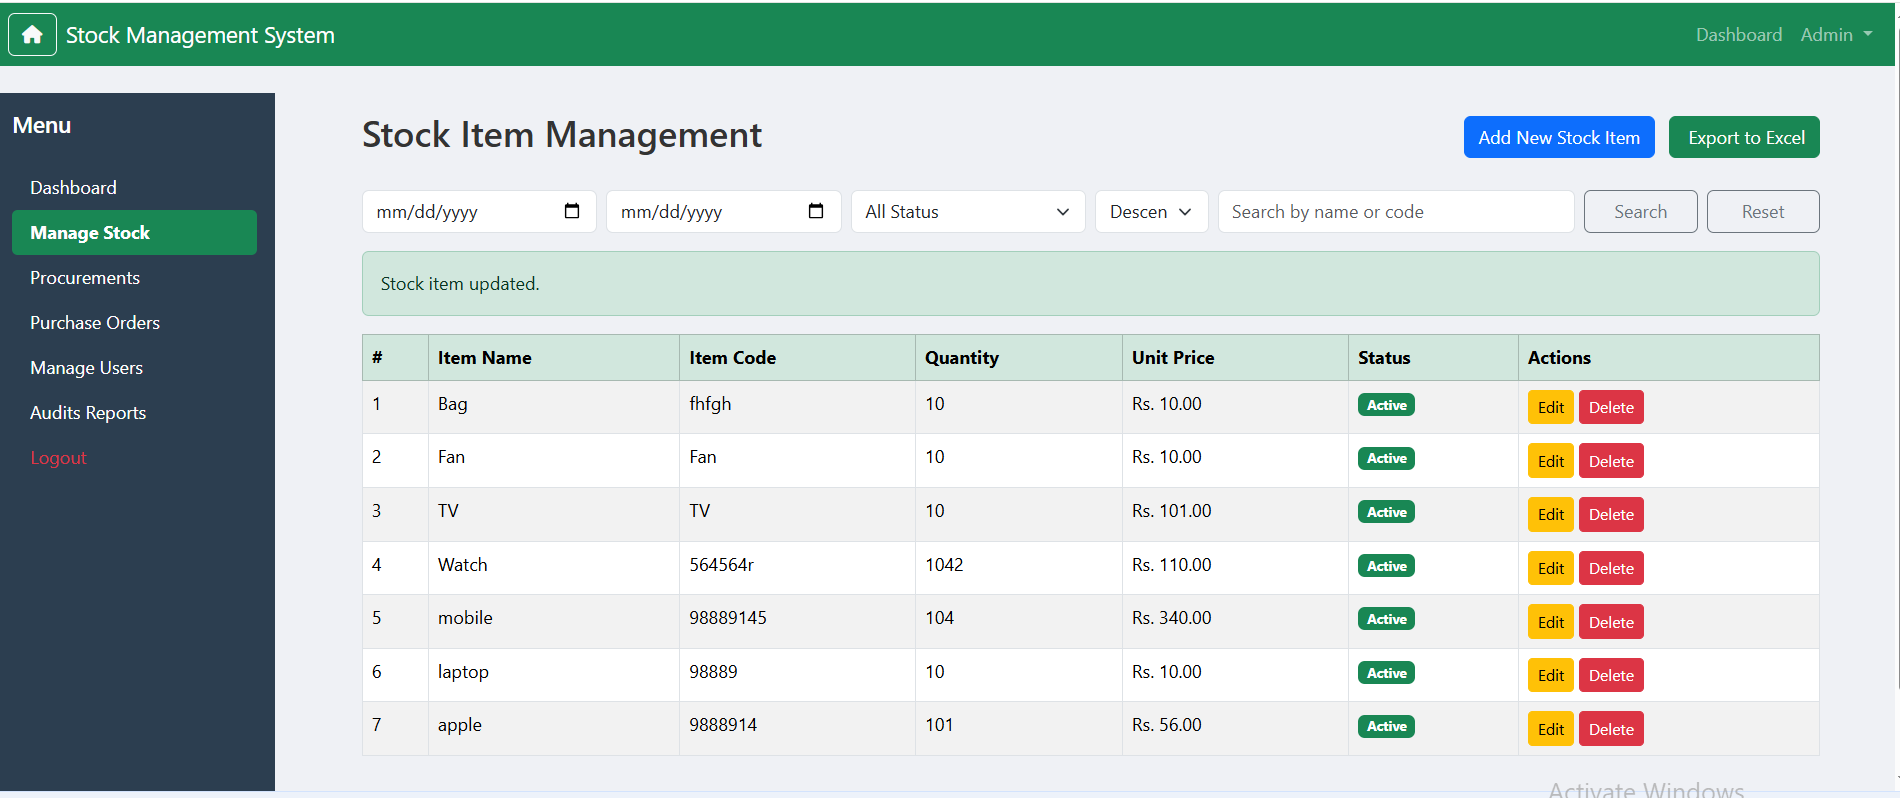 Stock Management System
Dashboard Admin
Menu
Dashboard
Manage Stock
Procurements
Purchase Orders
Manage Users
Audits Reports
Logout
Stock Item Management
Add New Stock Item Export to Excel
mm/dd/yyyy mm/dd/yyyy All Status Descen Search by name or code Search Reset
Stock item updated.
# Item Name Item Code Quantity Unit Price Status Actions
1 Bag fhfgh 10 Rs. 10.00 Active Edit Delete
2 Fan Fan 10 Rs. 10.00 Active Edit Delete
3 TV TV 10 Rs. 101.00 Active Edit Delete
4 Watch 564564r 1042 Rs. 110.00 Active Edit Delete
5 mobile 98889145 104 Rs. 340.00 Active Edit Delete
6 laptop 98889 10 Rs. 10.00 Active Edit Delete
7 apple 9888914 101 Rs. 56.00 Active Edit Delete
Activate Windows